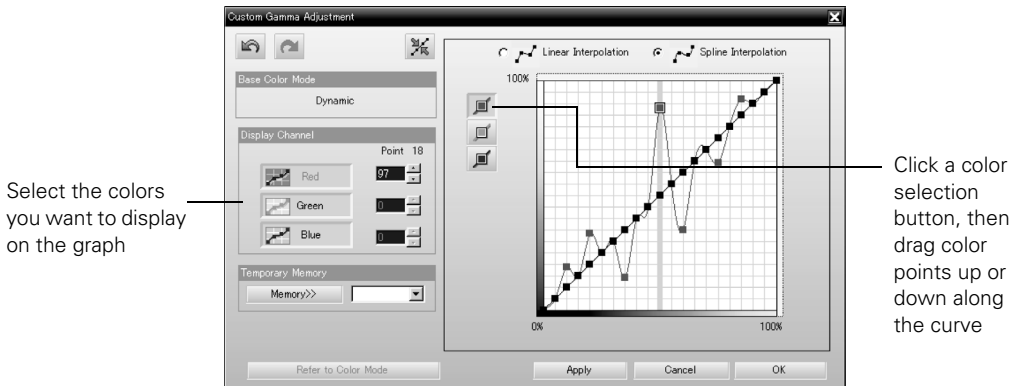 Custom Gamma Adjustment
Linear Interpolation
Spline Interpolation
Base Color Mode
Dynamic
Display Channel
Point 18
Red
97
Green
0
Blue
0
Temporary Memory
Memory>>
100%
0%
100%
Refer to Color Mode
Apply
Cancel
OK
Select the colors
you want to display
on the graph
Click a color
selection
button, then
drag color
points up or
down along
the curve